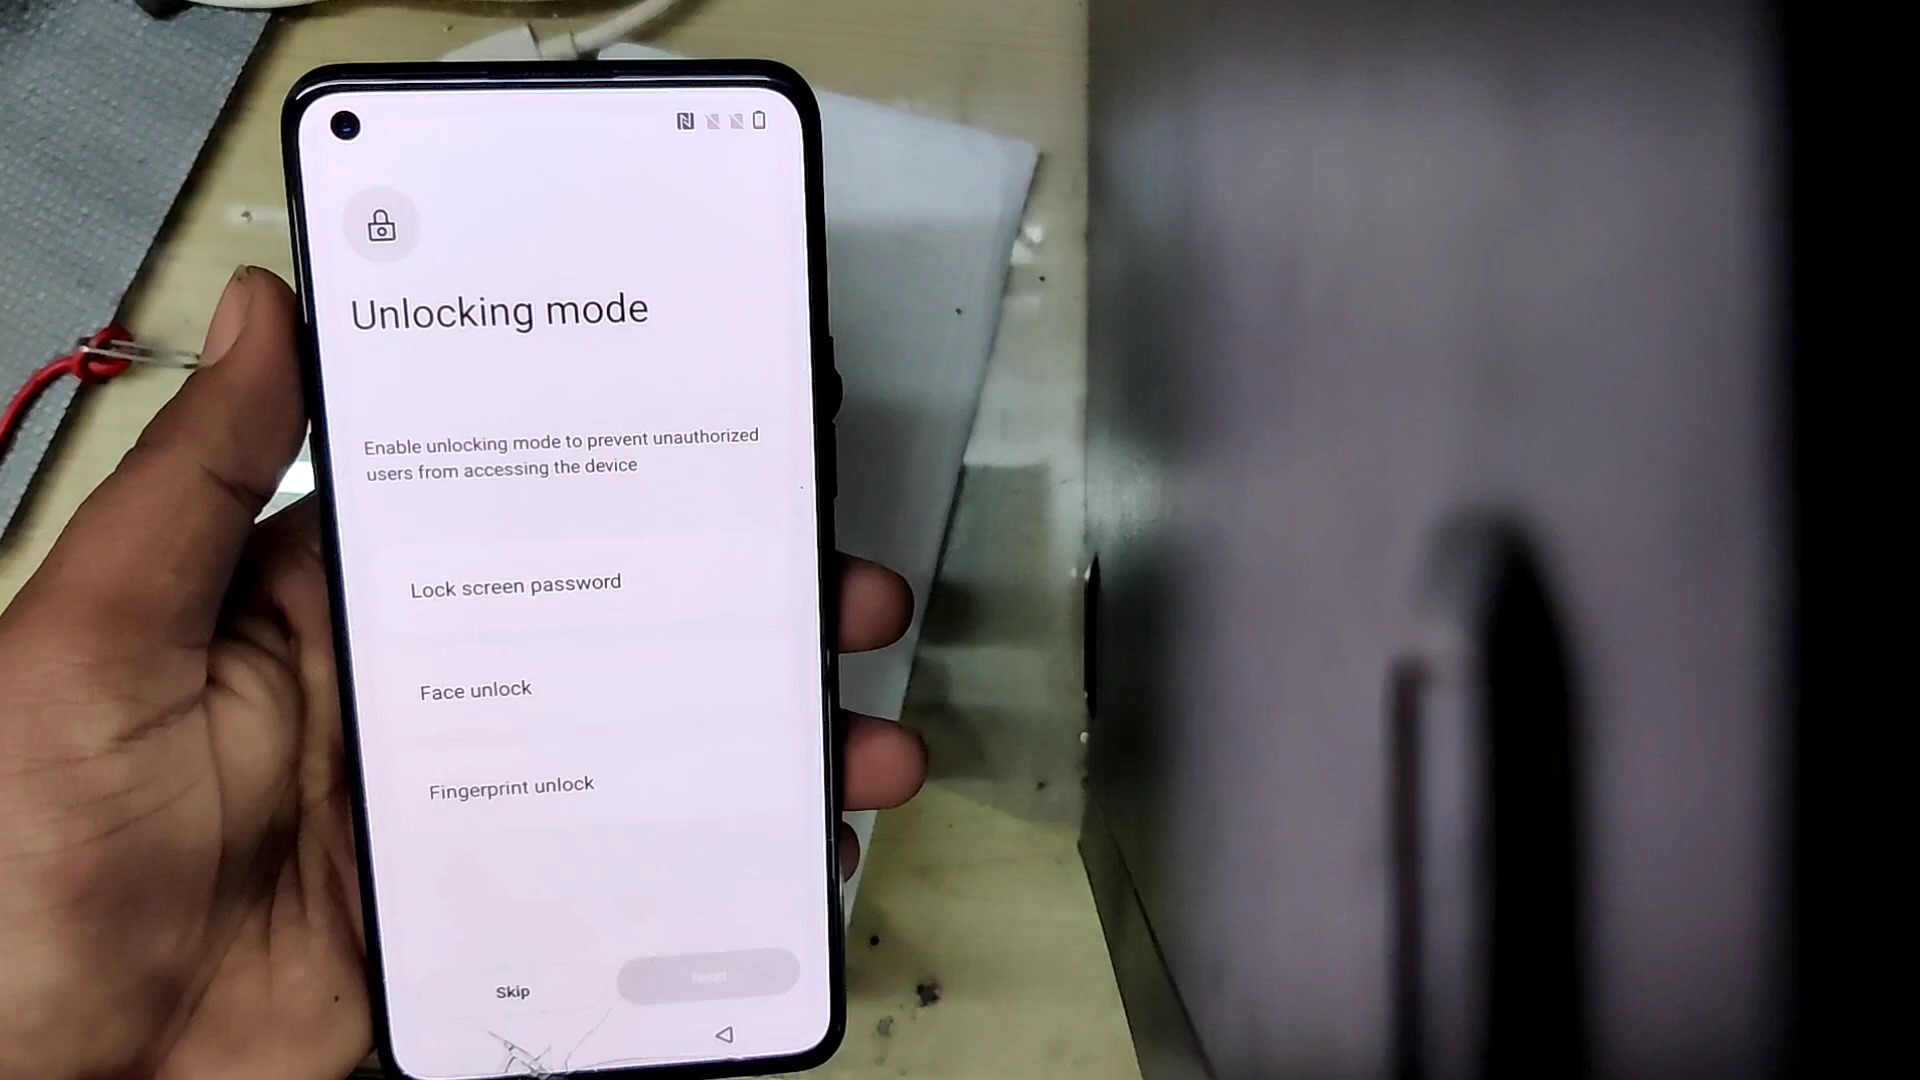 Unlocking mode
Enable unlocking mode to prevent unauthorized
users from accessing the device
Lock screen password
Face unlock
Fingerprint unlock
Skip
Next